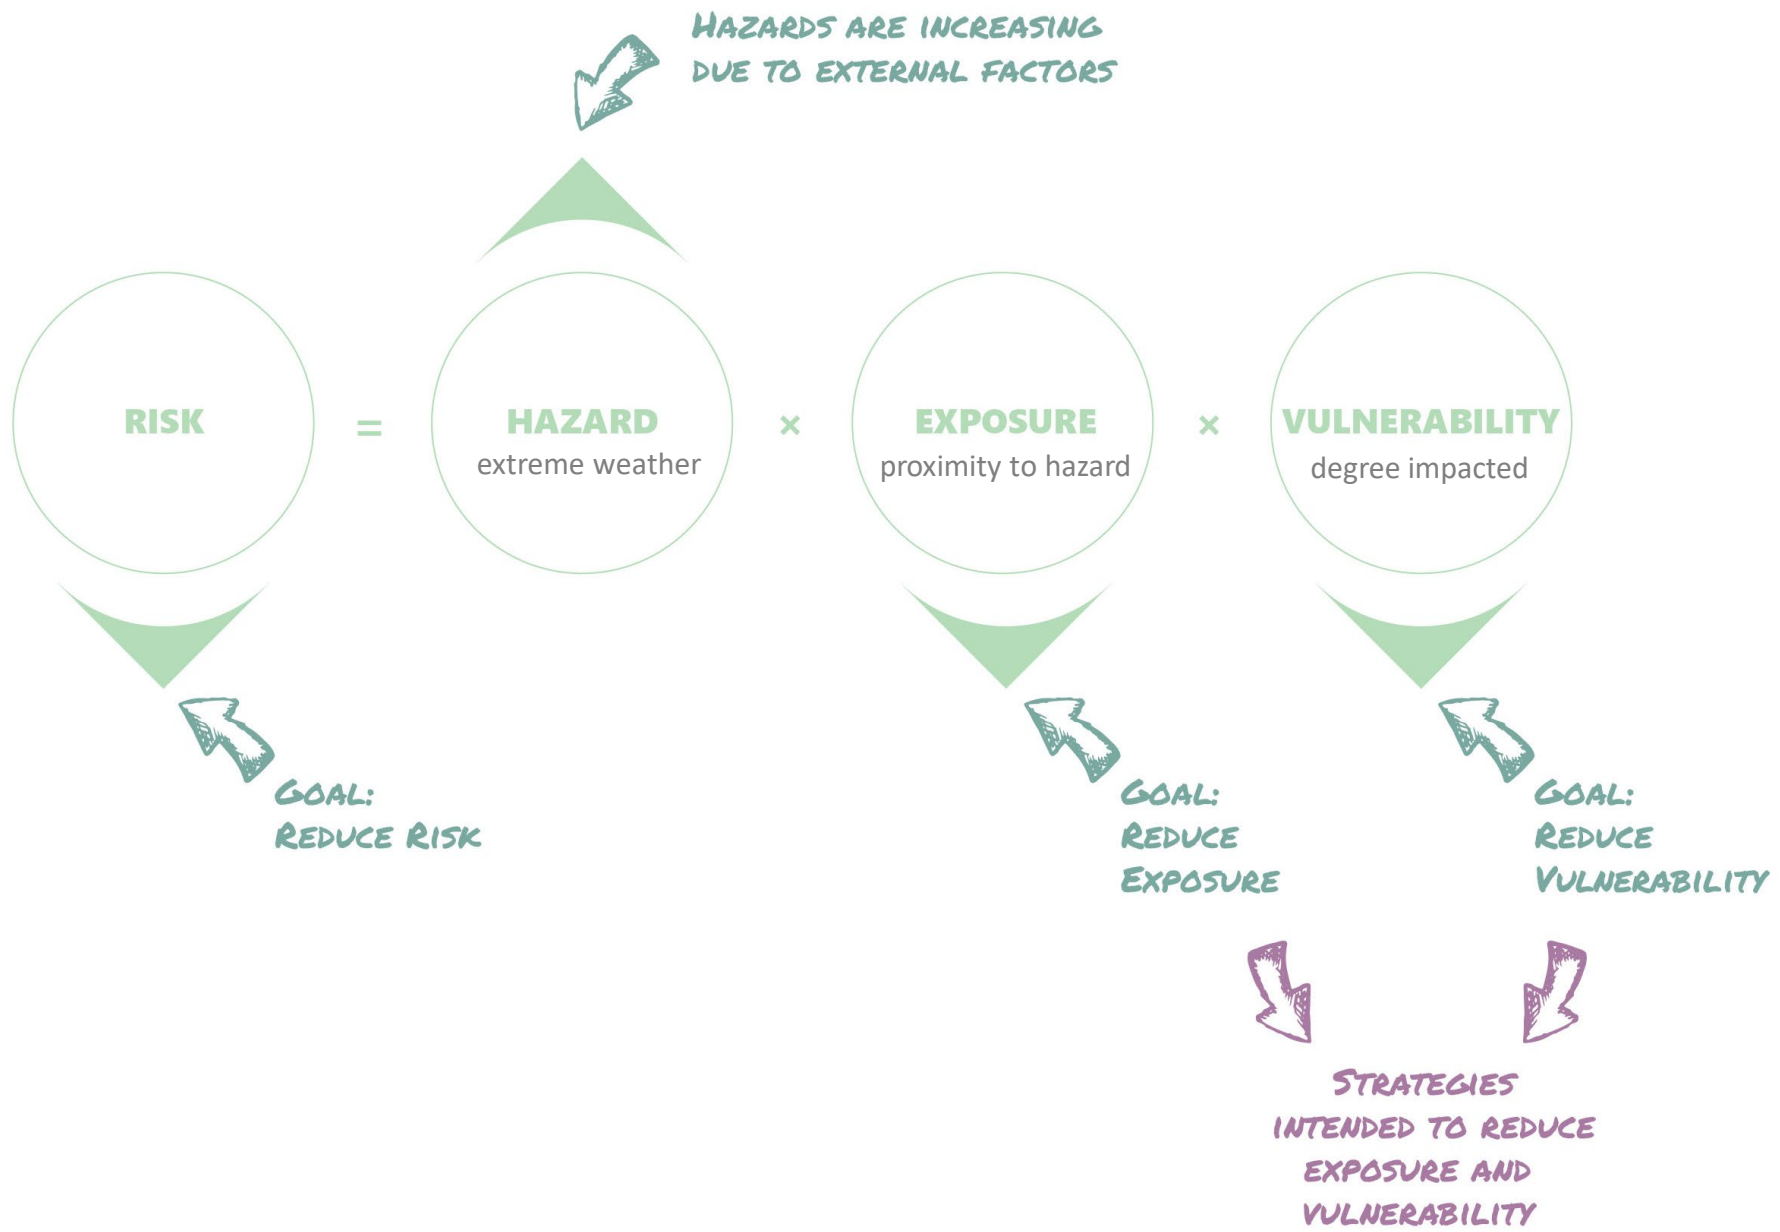 HAZARDS ARE INCREASING
DUE TO EXTERNAL FACTORS
RISK
=
HAZARD
extreme weather
×
EXPOSURE
proximity to hazard
×
VULNERABILITY
degree impacted
GOAL:
REDUCE RISK
GOAL:
REDUCE
EXPOSURE
GOAL:
REDUCE
VULNERABILITY
STRATEGIES
INTENDED TO REDUCE
EXPOSURE AND
VULNERABILITY